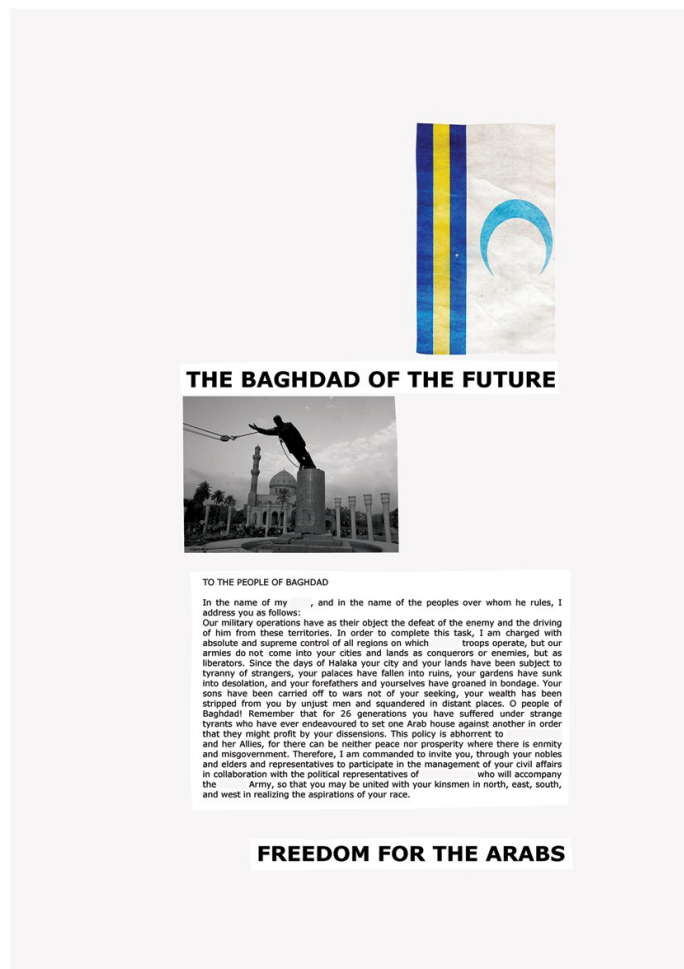 THE BAGHDAD OF THE FUTURE
TO THE PEOPLE OF BAGHDAD
In the name of my , and in the name of the peoples over whom he rules, I
address you as follows:
Our military operations have as their object the defeat of the enemy and the driving
of him from these territories. In order to complete this task, I am charged with
absolute and supreme control of all regions on which troops operate, but our
armies do not come into your cities and lands as conquerors or enemies, but as
liberators. Since the days of Halaka your city and your lands have been subject to
tyranny of strangers, your palaces have fallen into ruins, your gardens have sunk
into desolation, and your forefathers and yourselves have groaned in bondage. Your
sons have been carried off to wars not of your seeking, your wealth has been
stripped from you by unjust men and squandered in distant places. O people of
Baghdad! Remember that for 26 generations you have suffered under strange
tyrants who have ever endeavoured to set one Arab house against another in order
that they might profit by your dissensions. This policy is abhorrent to
and her Allies, for there can be neither peace nor prosperity where there is enmity
and misgovernment. Therefore, I am commanded to invite you, through your nobles
and elders and representatives to participate in the management of your civil affairs
in collaboration with the political representatives of who will accompany
the Army, so that you may be united with your kinsmen in north, east, south,
and west in realizing the aspirations of your race.
FREEDOM FOR THE ARABS